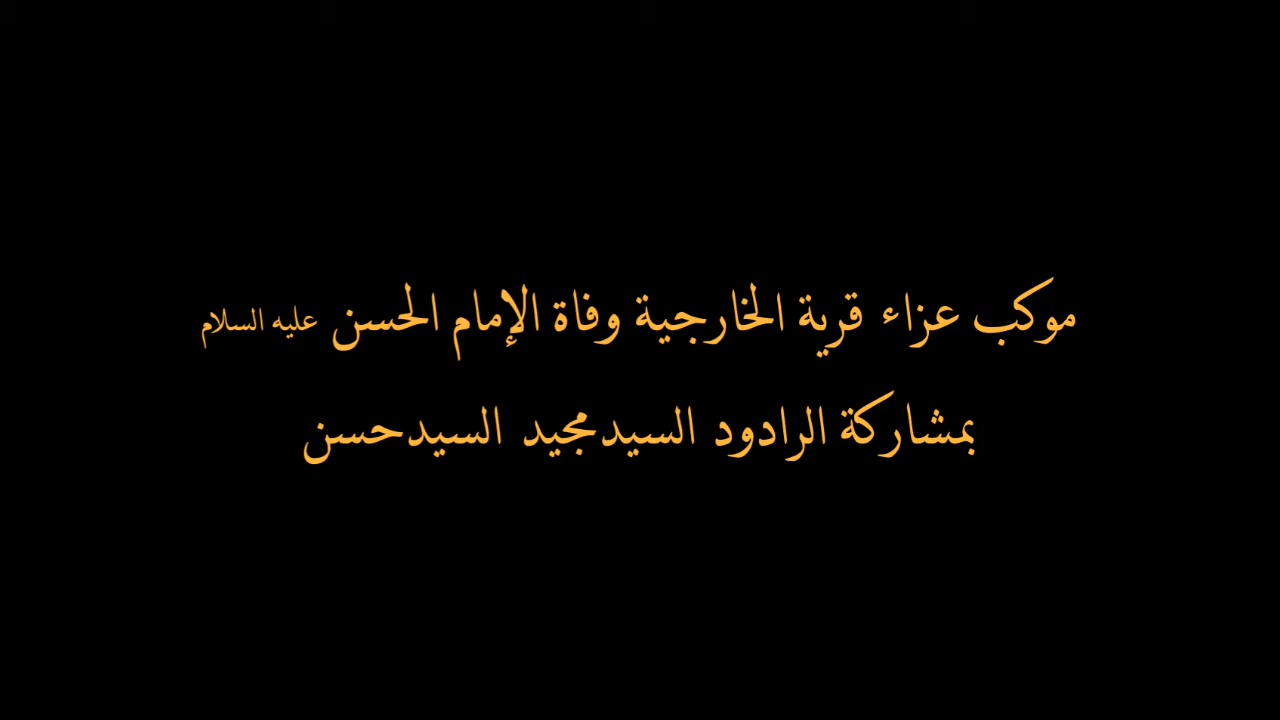 موكب عزاء قرية الخارجية وفاة الإمام الحسن عليه السلام
بمشاركة الرادود السيدمجيد السيدحسن